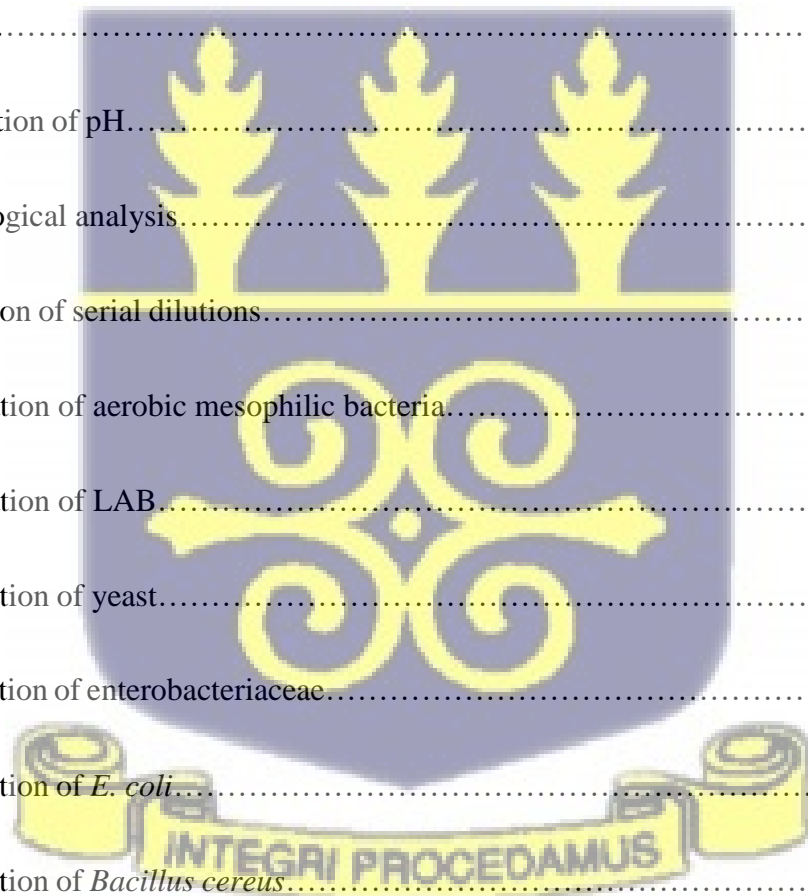 ........................................................
tion of pH........................................................
ogical analysis........................................................
on of serial dilutions........................................................
tion of aerobic mesophilic bacteria........................................................
tion of LAB........................................................
tion of yeast........................................................
tion of enterobacteriaceae........................................................
tion of E. coli........................................................
INTEGRI PROCEDAMUS
tion of Bacillus cereus........................................................